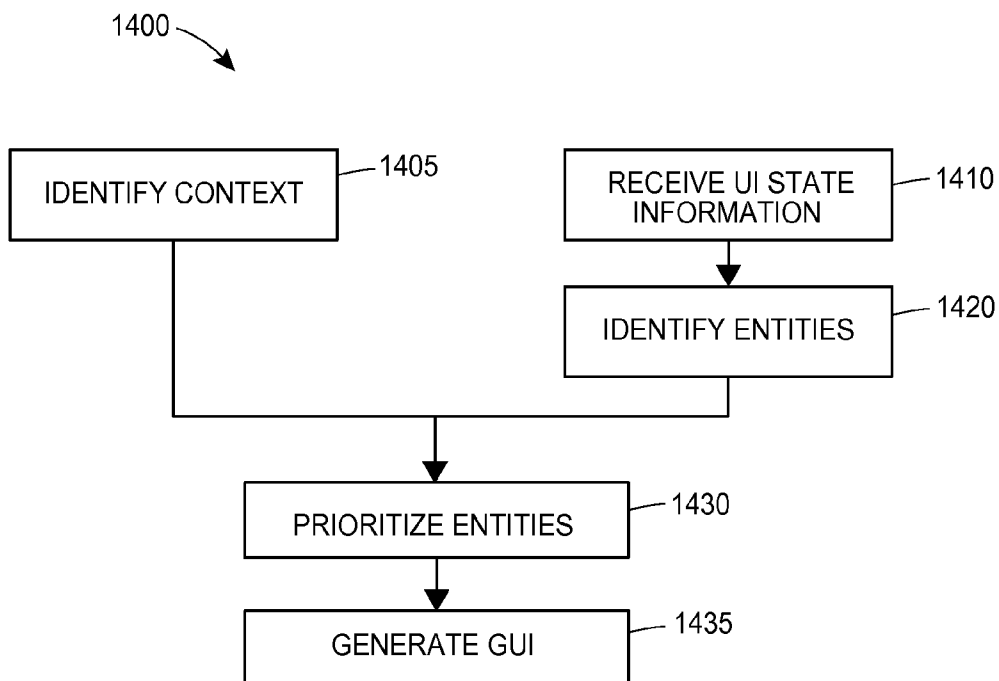 1400
IDENTIFY CONTEXT
1405
RECEIVE UI STATE
INFORMATION
1410
IDENTIFY ENTITIES
1420
PRIORITIZE ENTITIES
1430
GENERATE GUI
1435